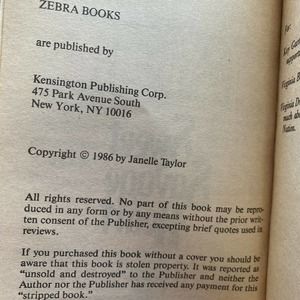 ZEBRA BOOKS
are published by
Kensington Publishing Corp.
475 Park Avenue South
New York, NY 10016
Copyright © 1986 by Janelle Taylor
All rights reserved. No part of this book may be repro-
duced in any form or by any means without the prior writ-
ten consent of the Publisher, excepting brief quotes used in
reviews.
If you purchased this book without a cover you should be
aware that this book is stolen property. It was reported as
"unsold and destroyed" to the Publisher and neither the
Author nor the Publisher has received any payment for this
"stripped book."
For:
Virginia
Virginia
much
Nation.